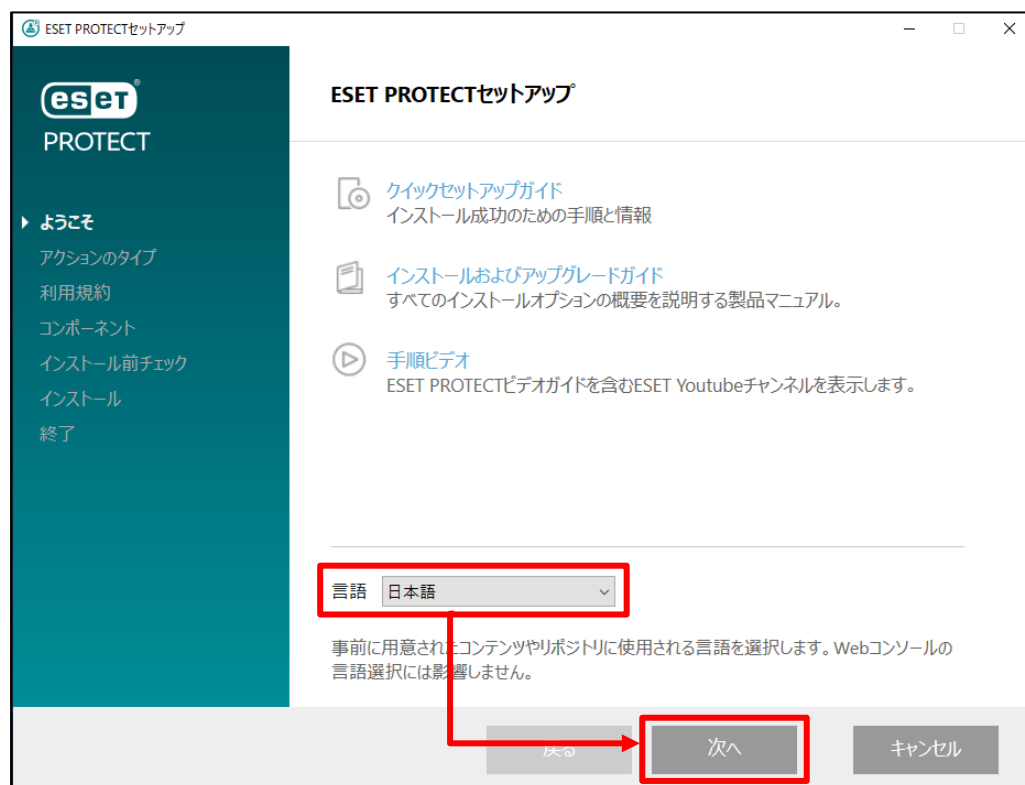 ESET PROTECTセットアップ
eseT
PROTECT
ようこそ
アクションのタイプ
利用規約
コンポーネント
インストール前チェック
インストール
終了
ESET PROTECTセットアップ
クイックセットアップガイド
インストール成功のための手順と情報
インストールおよびアップグレードガイド
すべてのインストールオプションの概要を説明する製品マニュアル。
手順ビデオ
ESET PROTECTビデオガイドを含むESET Youtubeチャンネルを表示します。
言語 日本語
事前に用意されたコンテンツやリポジトリに使用される言語を選択します。Webコンソールの
言語選択には影響しません。
戻る 次へ キャンセル